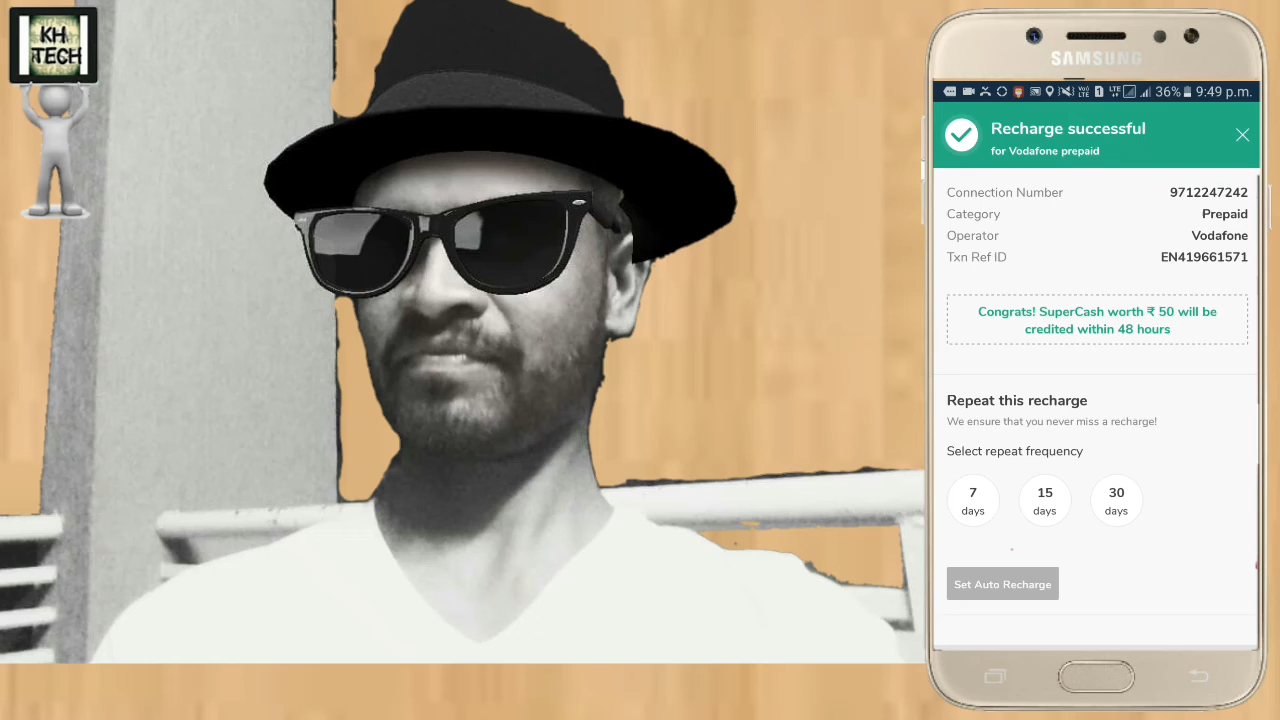 KH
TECH
SAMSUNG
36% 9:49 p.m.
Recharge successful
for Vodafone prepaid
Connection Number 9712247242
Category Prepaid
Operator Vodafone
Txn Ref ID EN419661571
Congrats! SuperCash worth ₹ 50 will be
credited within 48 hours
Repeat this recharge
We ensure that you never miss a recharge!
Select repeat frequency
7 15 30
days days days
Set Auto Recharge